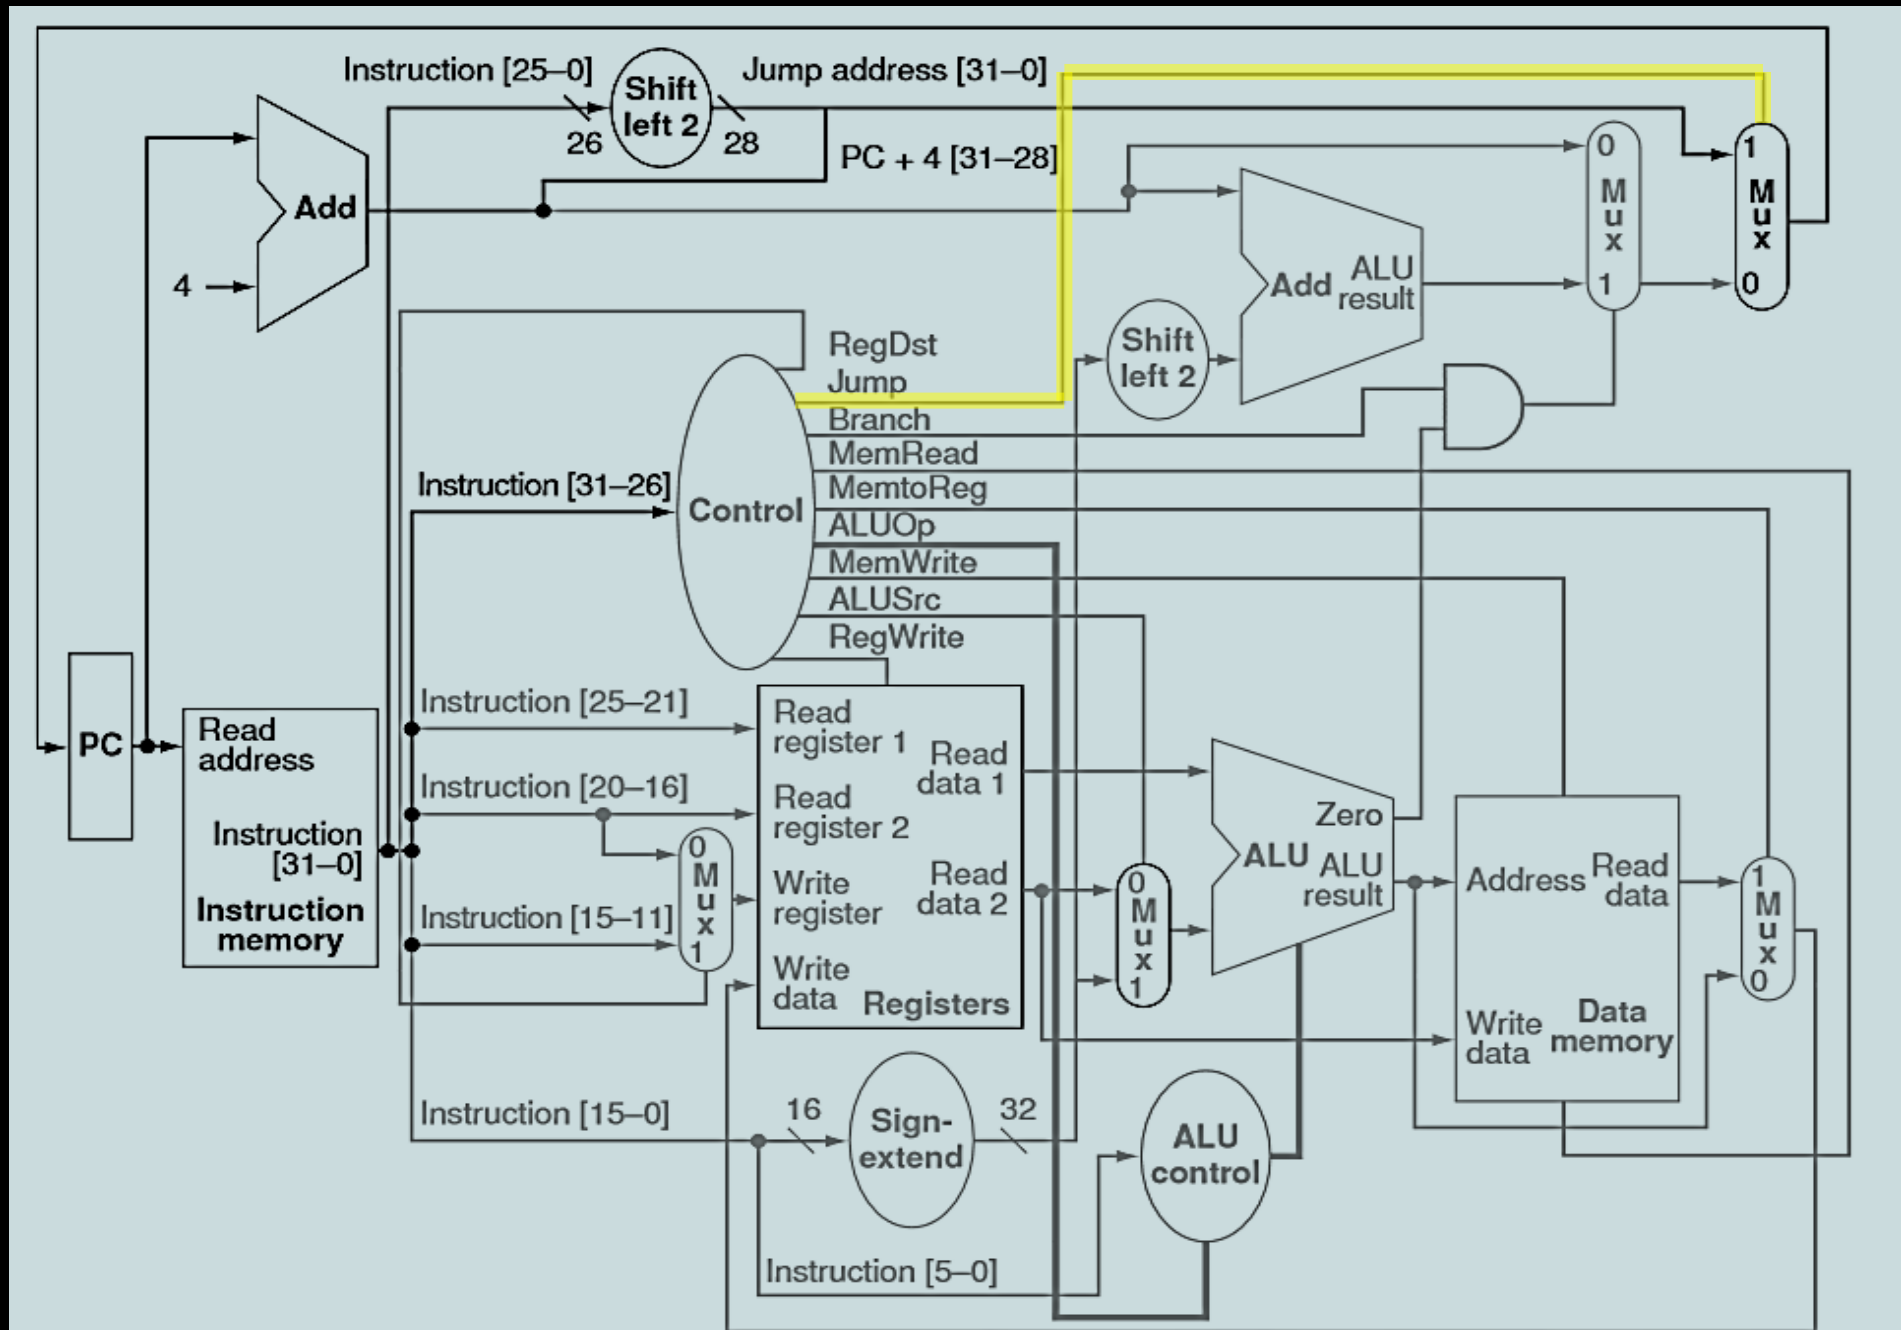 Instruction [25–0]
Shift
left 2
Jump address [31–0]
26
28
PC + 4 [31–28]
Add
4
0
M
u
x
1
1
M
u
x
0
Add
ALU
result
Shift
left 2
RegDst
Jump
Branch
MemRead
MemtoReg
ALUOp
MemWrite
ALUSrc
RegWrite
Instruction [31–26]
Control
PC
Read
address
Instruction
[31–0]
Instruction
memory
Instruction [25–21]
Instruction [20–16]
Instruction [15–11]
0
M
u
x
1
Read
register 1
Read
register 2
Write
register
Write
data
Read
data 1
Read
data 2
Registers
0
M
u
x
1
Zero
ALU
ALU
result
Address
Read
data
Write
data
Data
memory
1
M
u
x
0
Instruction [15–0]
16
Sign-
extend
32
ALU
control
Instruction [5–0]